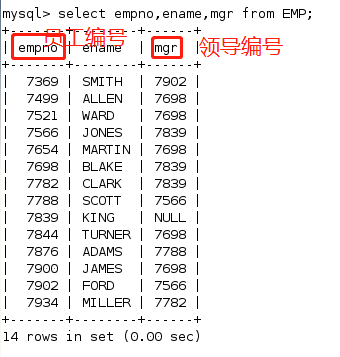 mysql> select empno,ename,mgr from EMP;
+-------+--------+------+
| empno | ename | mgr |
员工编号
领导编号
+-------+--------+------+
| 7369 | SMITH | 7902 |
| 7499 | ALLEN | 7698 |
| 7521 | WARD | 7698 |
| 7566 | JONES | 7839 |
| 7654 | MARTIN | 7698 |
| 7698 | BLAKE | 7839 |
| 7782 | CLARK | 7839 |
| 7788 | SCOTT | 7566 |
| 7839 | KING | NULL |
| 7844 | TURNER | 7698 |
| 7876 | ADAMS | 7788 |
| 7900 | JAMES | 7698 |
| 7902 | FORD | 7566 |
| 7934 | MILLER | 7782 |
+-------+--------+------+
14 rows in set (0.00 sec)